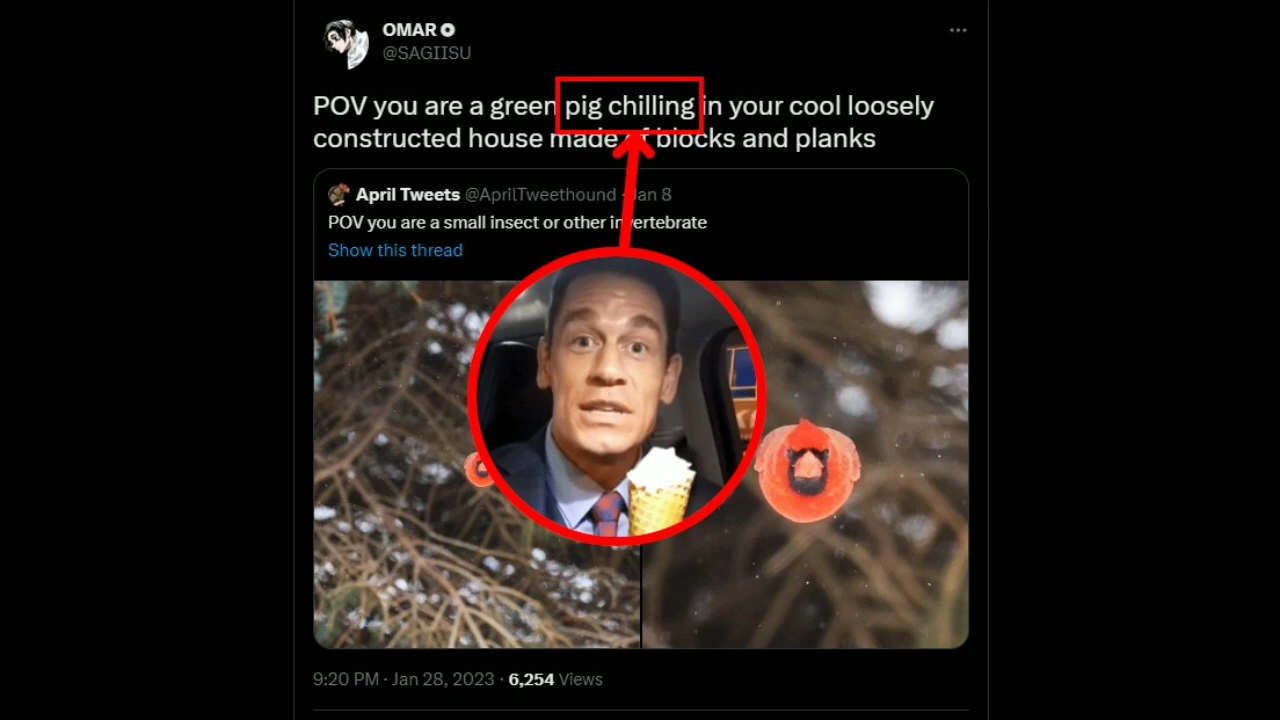 OMAR
@SAGIISU
POV you are a green pig chilling in your cool loosely
constructed house made of blocks and planks
April Tweets @AprilTweethound · Jan 8
POV you are a small insect or other invertebrate
Show this thread
9:20 PM · Jan 28, 2023 · 6,254 Views